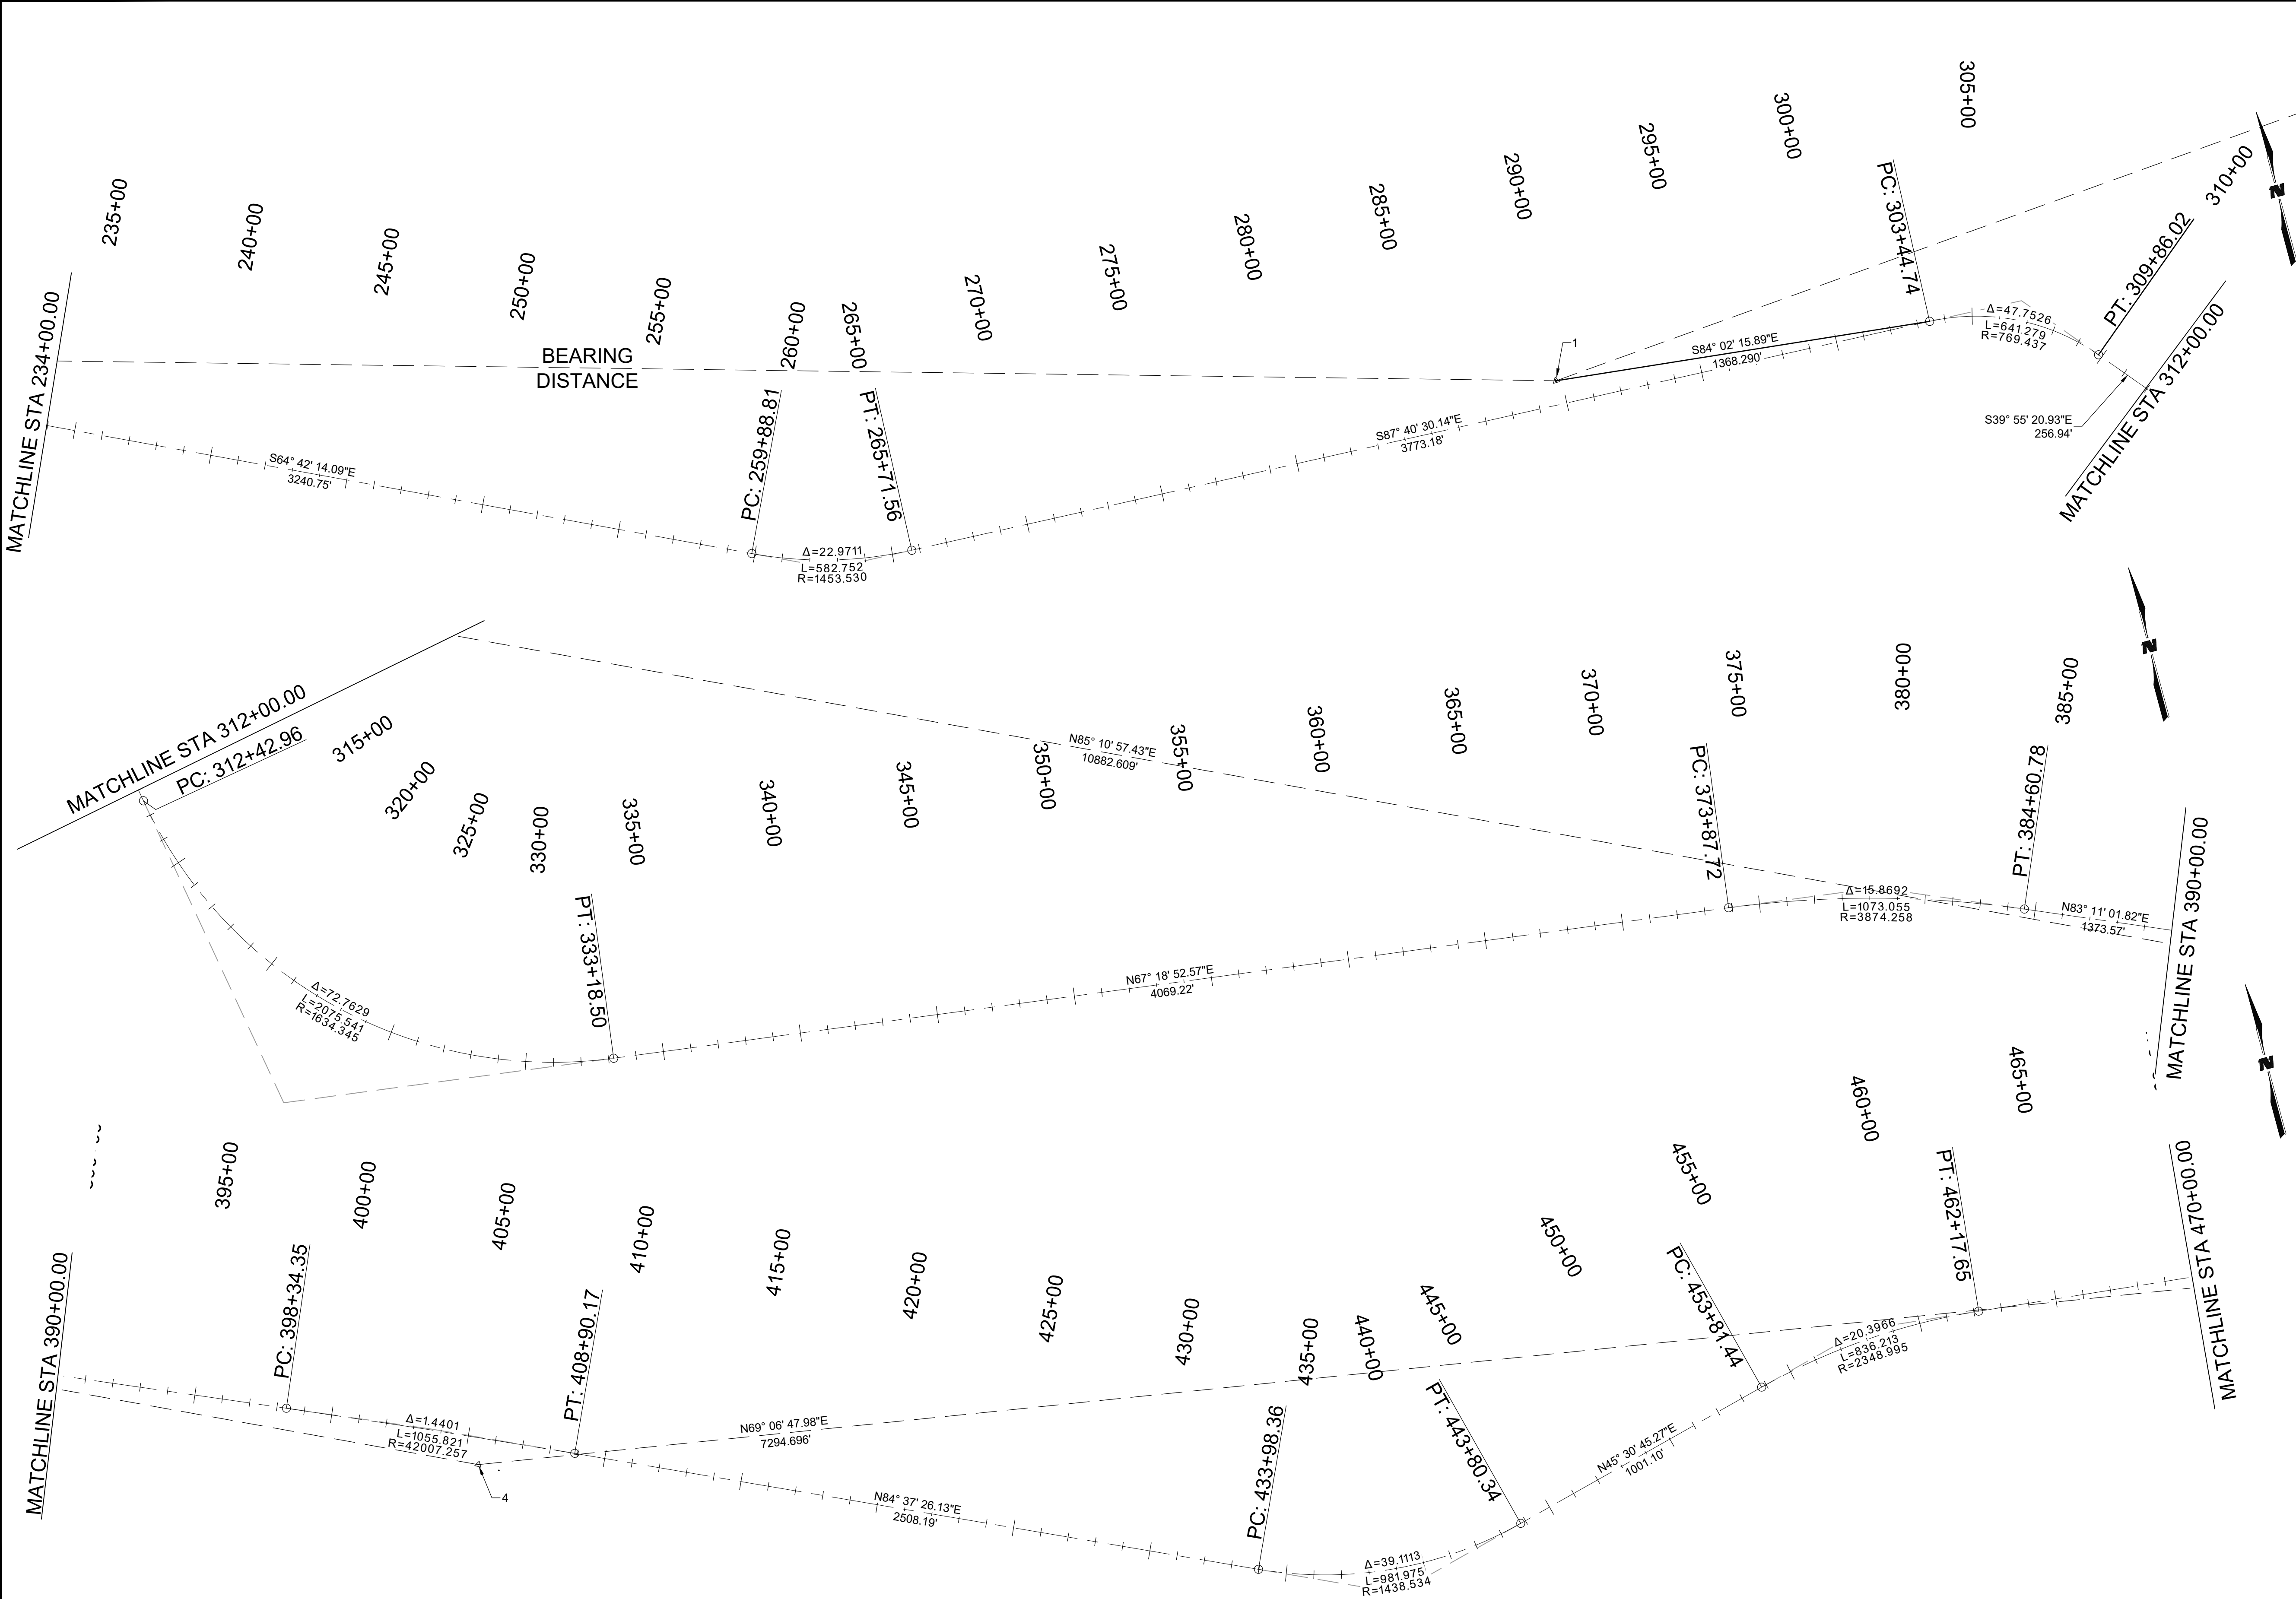 235+00
240+00
245+00
250+00
255+00
260+00
265+00
270+00
275+00
280+00
285+00
290+00
295+00
300+00
305+00
310+00
MATCHLINE STA 234+00.00
BEARING
DISTANCE
S64° 42' 14.09"E
3240.75'
PC: 259+88.81
PT: 265+71.56
Δ=22.9711
L=582.752
R=1453.530
S87° 40' 30.14"E
3773.18'
1
S84° 02' 15.89"E
1368.290'
PC: 303+44.74
Δ=47.7526
L=641.279
R=769.437
PT: 309+86.02
S39° 55' 20.93"E
256.94'
MATCHLINE STA 312+00.00
N
MATCHLINE STA 312+00.00
PC: 312+42.96
315+00
320+00
325+00
330+00
335+00
340+00
345+00
350+00
355+00
360+00
365+00
370+00
375+00
380+00
385+00
Δ=72.7629
L=2075.541
R=1634.345
PT: 333+18.50
N85° 10' 57.43"E
10882.609'
N67° 18' 52.57"E
4069.22'
PC: 373+87.72
Δ=15.8692
L=1073.055
R=3874.258
PT: 384+60.78
N83° 11' 01.82"E
1373.57'
MATCHLINE STA 390+00.00
N
MATCHLINE STA 390+00.00
395+00
400+00
405+00
410+00
415+00
420+00
425+00
430+00
435+00
440+00
445+00
450+00
455+00
460+00
465+00
PC: 398+34.35
Δ=1.4401
L=1055.821
R=42007.257
4
PT: 408+90.17
N69° 06' 47.98"E
7294.696'
N84° 37' 26.13"E
2508.19'
PC: 433+98.36
Δ=39.1113
L=981.975
R=1438.534
PT: 443+80.34
N45° 30' 45.27"E
1001.10'
PC: 453+81.44
Δ=20.3966
L=836.213
R=2348.995
PT: 462+17.65
MATCHLINE STA 470+00.00
N